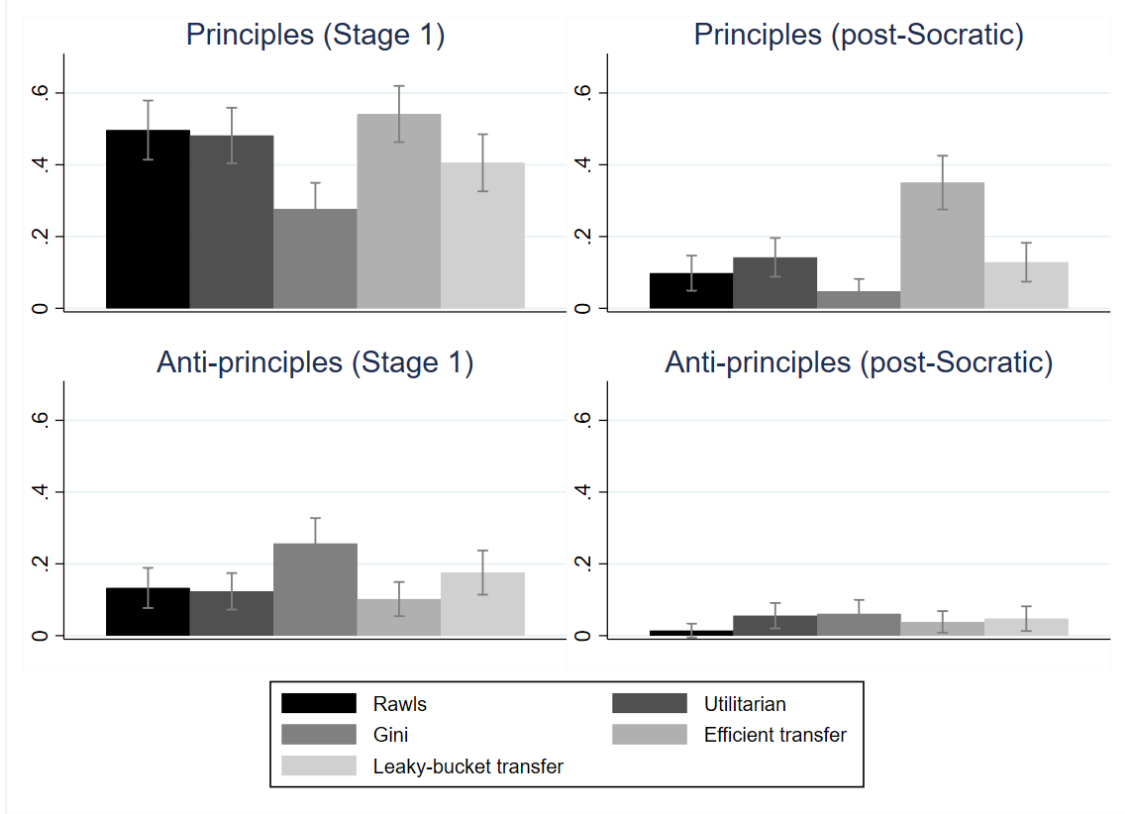 Principles (Stage 1)
Principles (post-Socratic)
.6
.4
.2
0
.6
.4
.2
0
Anti-principles (Stage 1)
Anti-principles (post-Socratic)
.6
.4
.2
0
.6
.4
.2
0
Rawls
Utilitarian
Gini
Efficient transfer
Leaky-bucket transfer